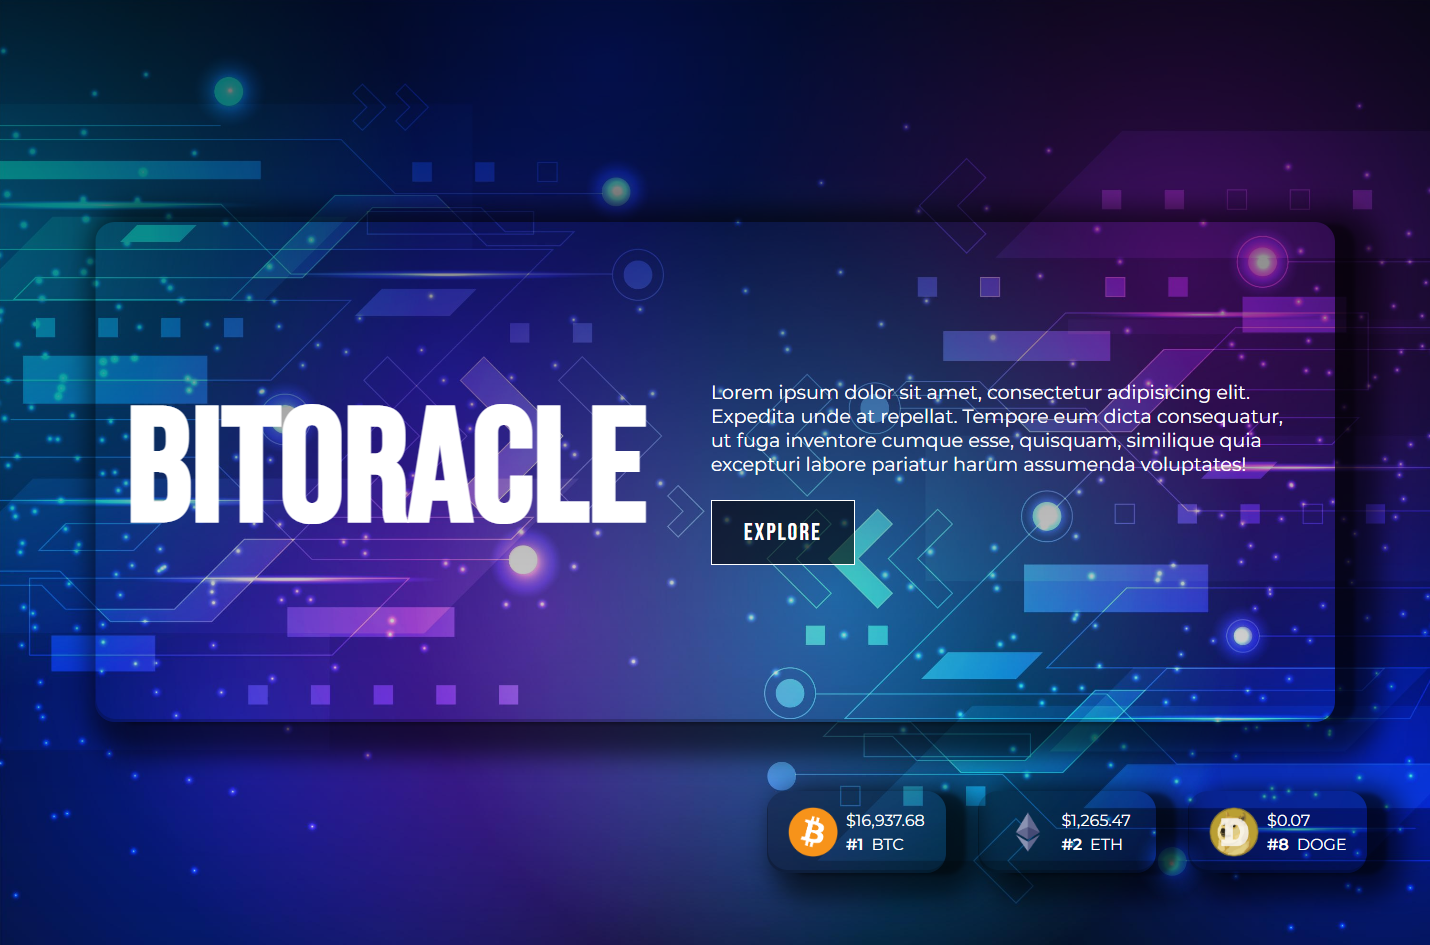 BITORACLE
Lorem ipsum dolor sit amet, consectetur adipisicing elit.
Expedita unde at repellat. Tempore eum dicta consequatur,
ut fuga inventore cumque esse, quisquam, similique quia
excepturi labore pariatur harum assumenda voluptates!
EXPLORE
$16,937.68
#1 BTC
$1,265.47
#2 ETH
$0.07
#8 DOGE